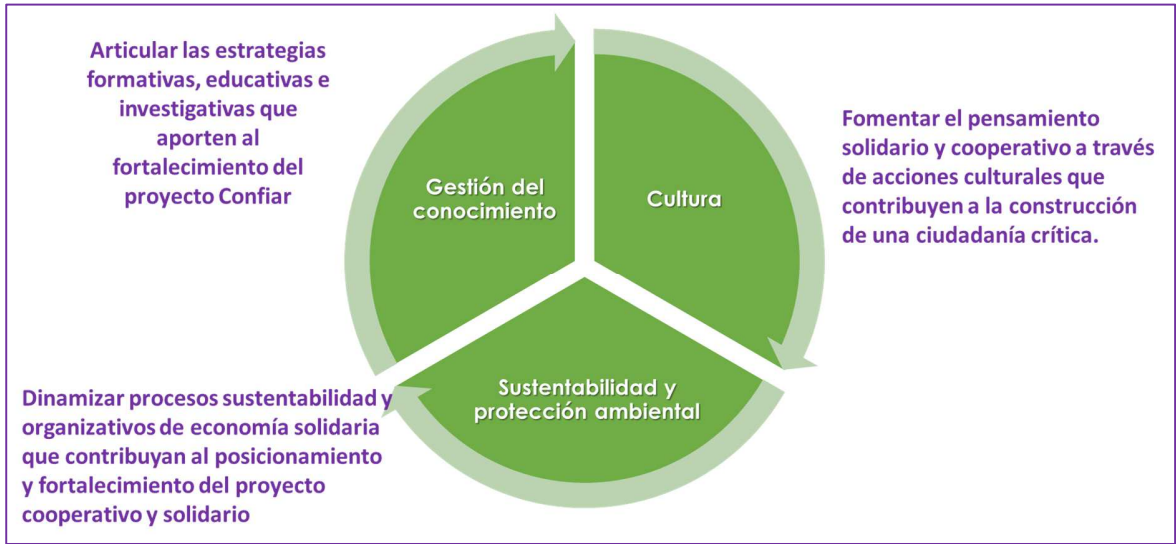 Articular las estrategias
formativas, educativas e
investigativas que
aporten al
fortalecimiento del
proyecto Confiar
Gestión del
conocimiento
Cultura
Fomentar el pensamiento
solidario y cooperativo a través
de acciones culturales que
contribuyen a la construcción
de una ciudadanía crítica.
Sustentabilidad y
protección ambiental
Dinamizar procesos sustentabilidad y
organizativos de economía solidaria
que contribuyan al posicionamiento
y fortalecimiento del proyecto
cooperativo y solidario